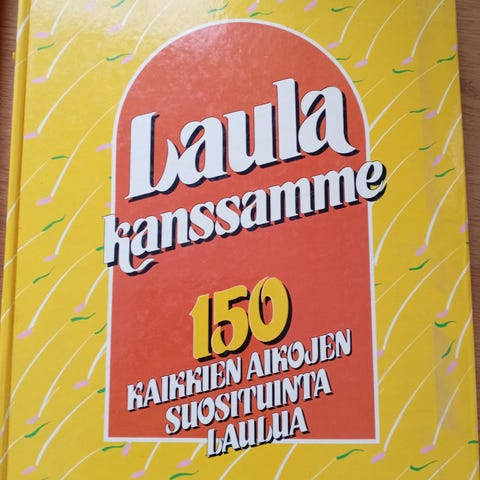 Laula
kanssamme
150
KAIKKIEN AIKOJEN
SUOSITUINTA
LAULUA